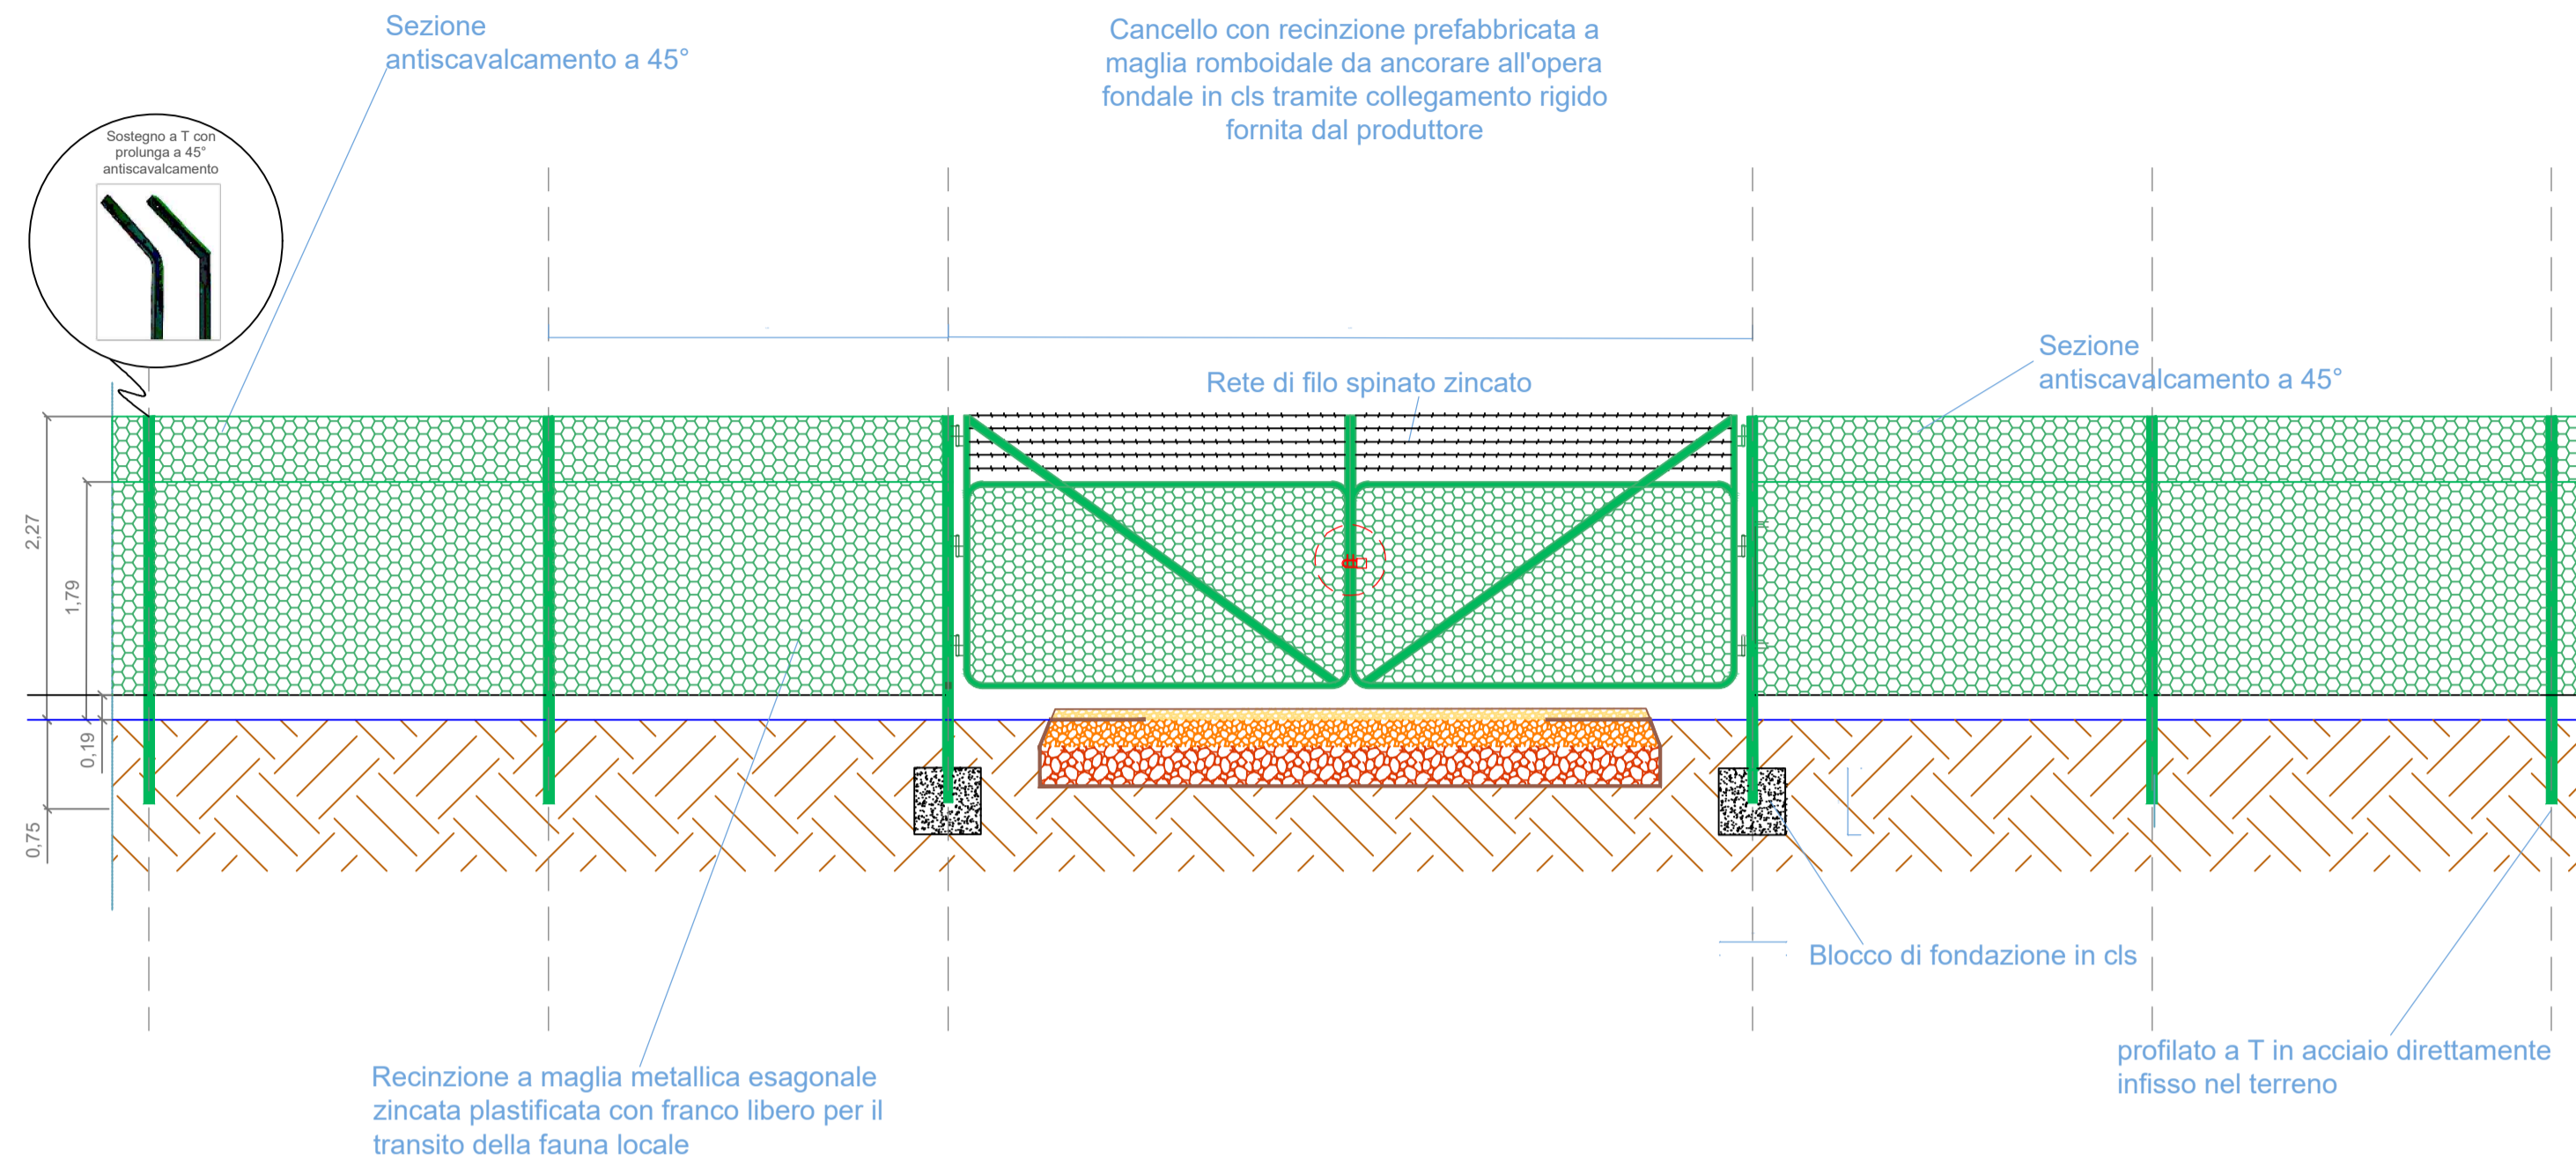 Sezione
antiscavalcamento a 45°
Cancello con recinzione prefabbricata a
maglia romboidale da ancorare all'opera
fondale in cls tramite collegamento rigido
fornita dal produttore
Sostegno a T con
prolunga a 45°
antiscavalcamento
Sezione
antiscavalcamento a 45°
Rete di filo spinato zincato
2,27
1,79
0,19
0,75
Blocco di fondazione in cls
profilato a T in acciaio direttamente
infisso nel terreno
Recinzione a maglia metallica esagonale
zincata plastificata con franco libero per il
transito della fauna locale